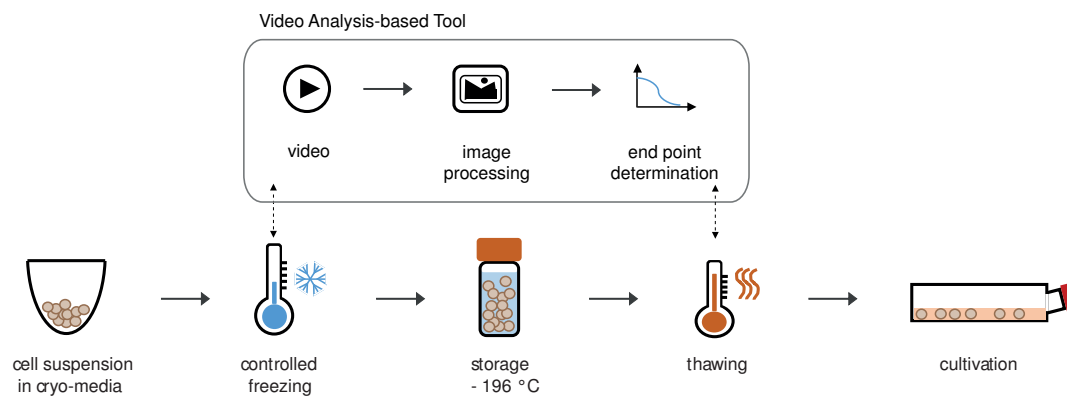 Video Analysis-based Tool
video
image
processing
end point
determination
cell suspension
in cryo-media
controlled
freezing
storage
- 196 °C
thawing
cultivation